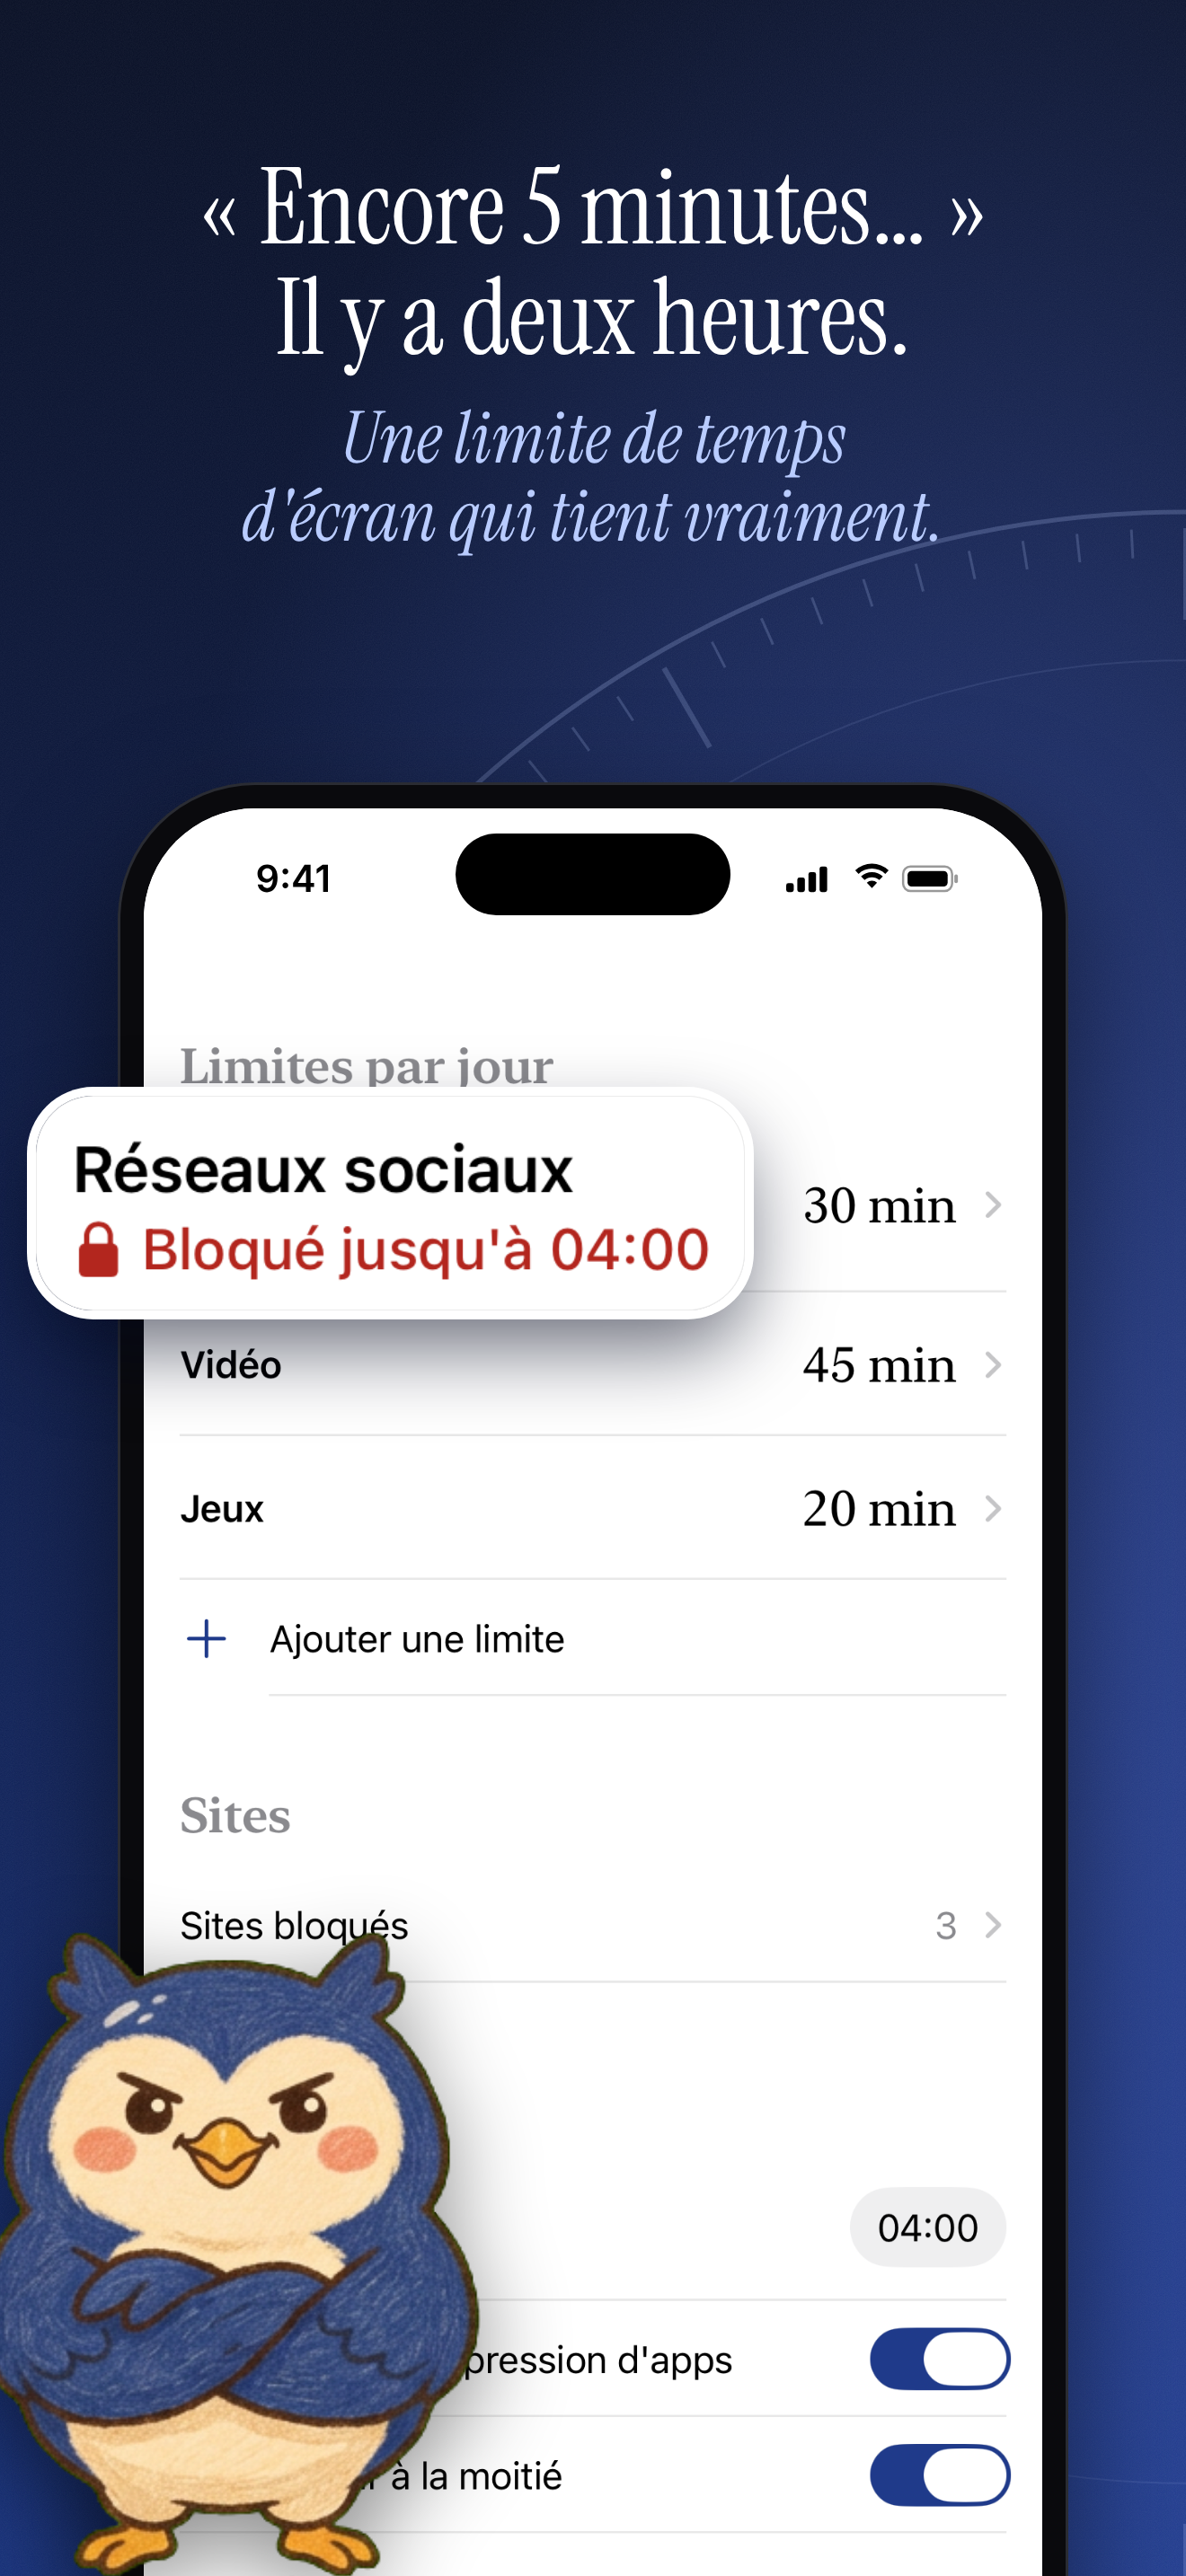 « Encore 5 minutes... »
Il y a deux heures.
Une limite de temps
d'écran qui tient vraiment.
9:41
Limites par jour
Réseaux sociaux
Bloqué jusqu'à 04:00
30 min
Vidéo 45 min
Jeux 20 min
Ajouter une limite
Sites
Sites bloqués 3
04:00
d'apps
à la moitié